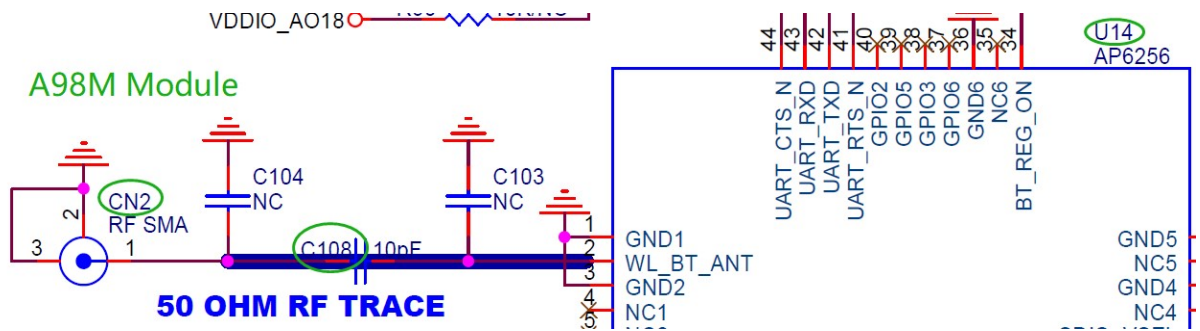 VDDIO_AO18
44
43
42
41
40
39
38
37
36
35
34
U14
AP6256
A98M Module
UART_CTS_N
UART_RXD
UART_TXD
UART_RTS_N
GPIO2
GPIO5
GPIO3
GPIO6
GND6
NC6
BT_REG_ON
C104
NC
C103
NC
CN2
RF SMA
2
3
1
C108
10pF
50 OHM RF TRACE
1
2
3
4
5
GND1
WL_BT_ANT
GND2
NC1
GND5
NC5
GND4
NC4